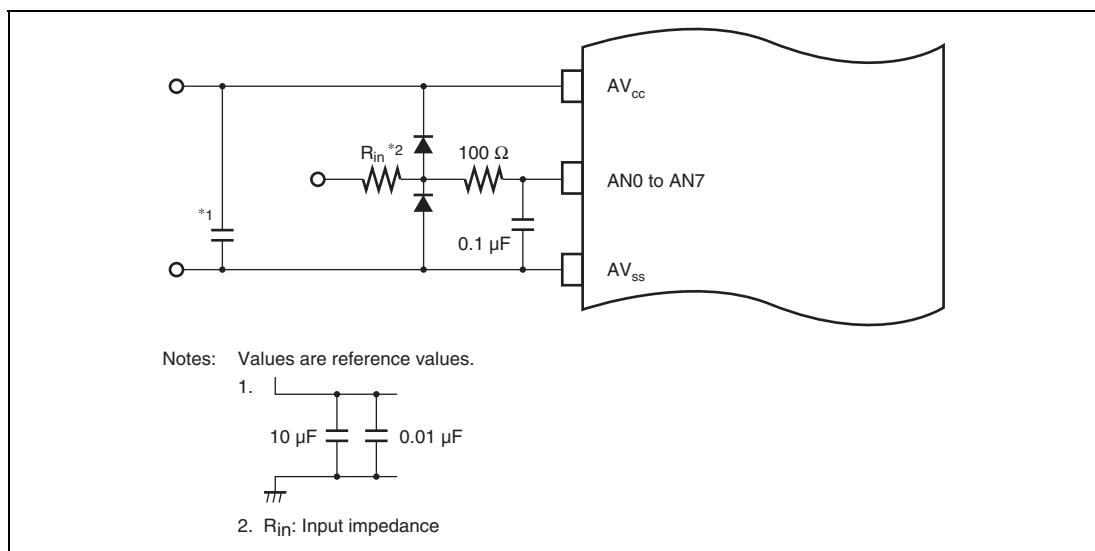 AVcc
Rin *2
100 Ω
AN0 to AN7
*1
0.1 µF
AVss
Notes: Values are reference values.
1.
10 µF
0.01 µF
2. Rin: Input impedance